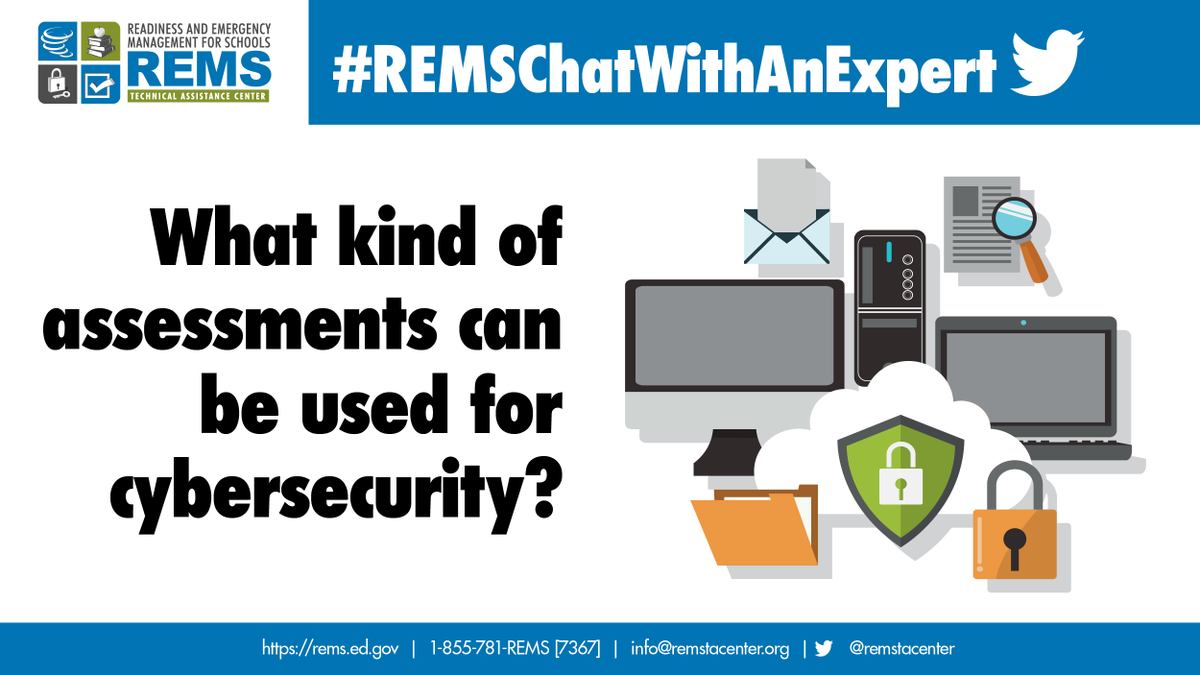 READINESS AND EMERGENCY
MANAGEMENT FOR SCHOOLS
REMS
TECHNICAL ASSISTANCE CENTER
#REMSChatWithAnExpert
What kind of
assessments can
be used for
cybersecurity?
https://rems.ed.gov | 1-855-781-REMS [7367] | info@remstacenter.org | @remstacenter